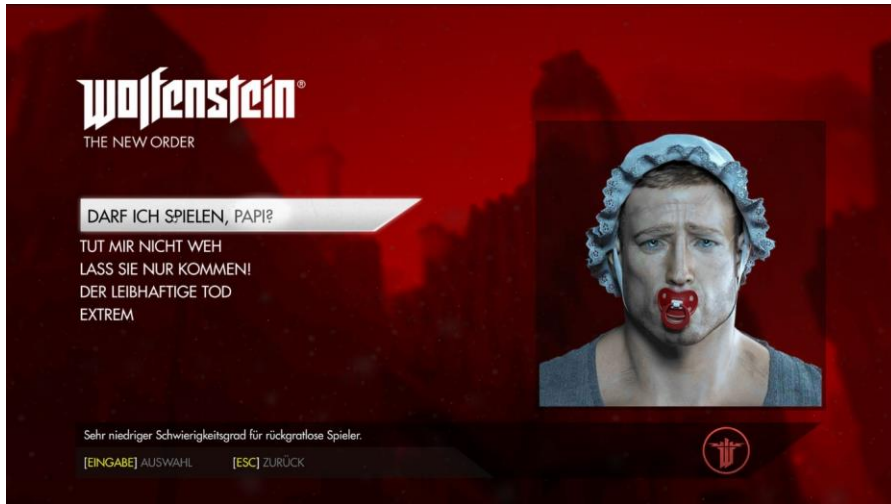 Wolfenstein®
THE NEW ORDER
DARF ICH SPIELEN, PAPI?
TUT MIR NICHT WEH
LASS SIE NUR KOMMEN!
DER LEIBHAFTIGE TOD
EXTREM
Sehr niedriger Schwierigkeitsgrad für rückgratlose Spieler.
[EINGABE] AUSWAHL [ESC] ZURÜCK